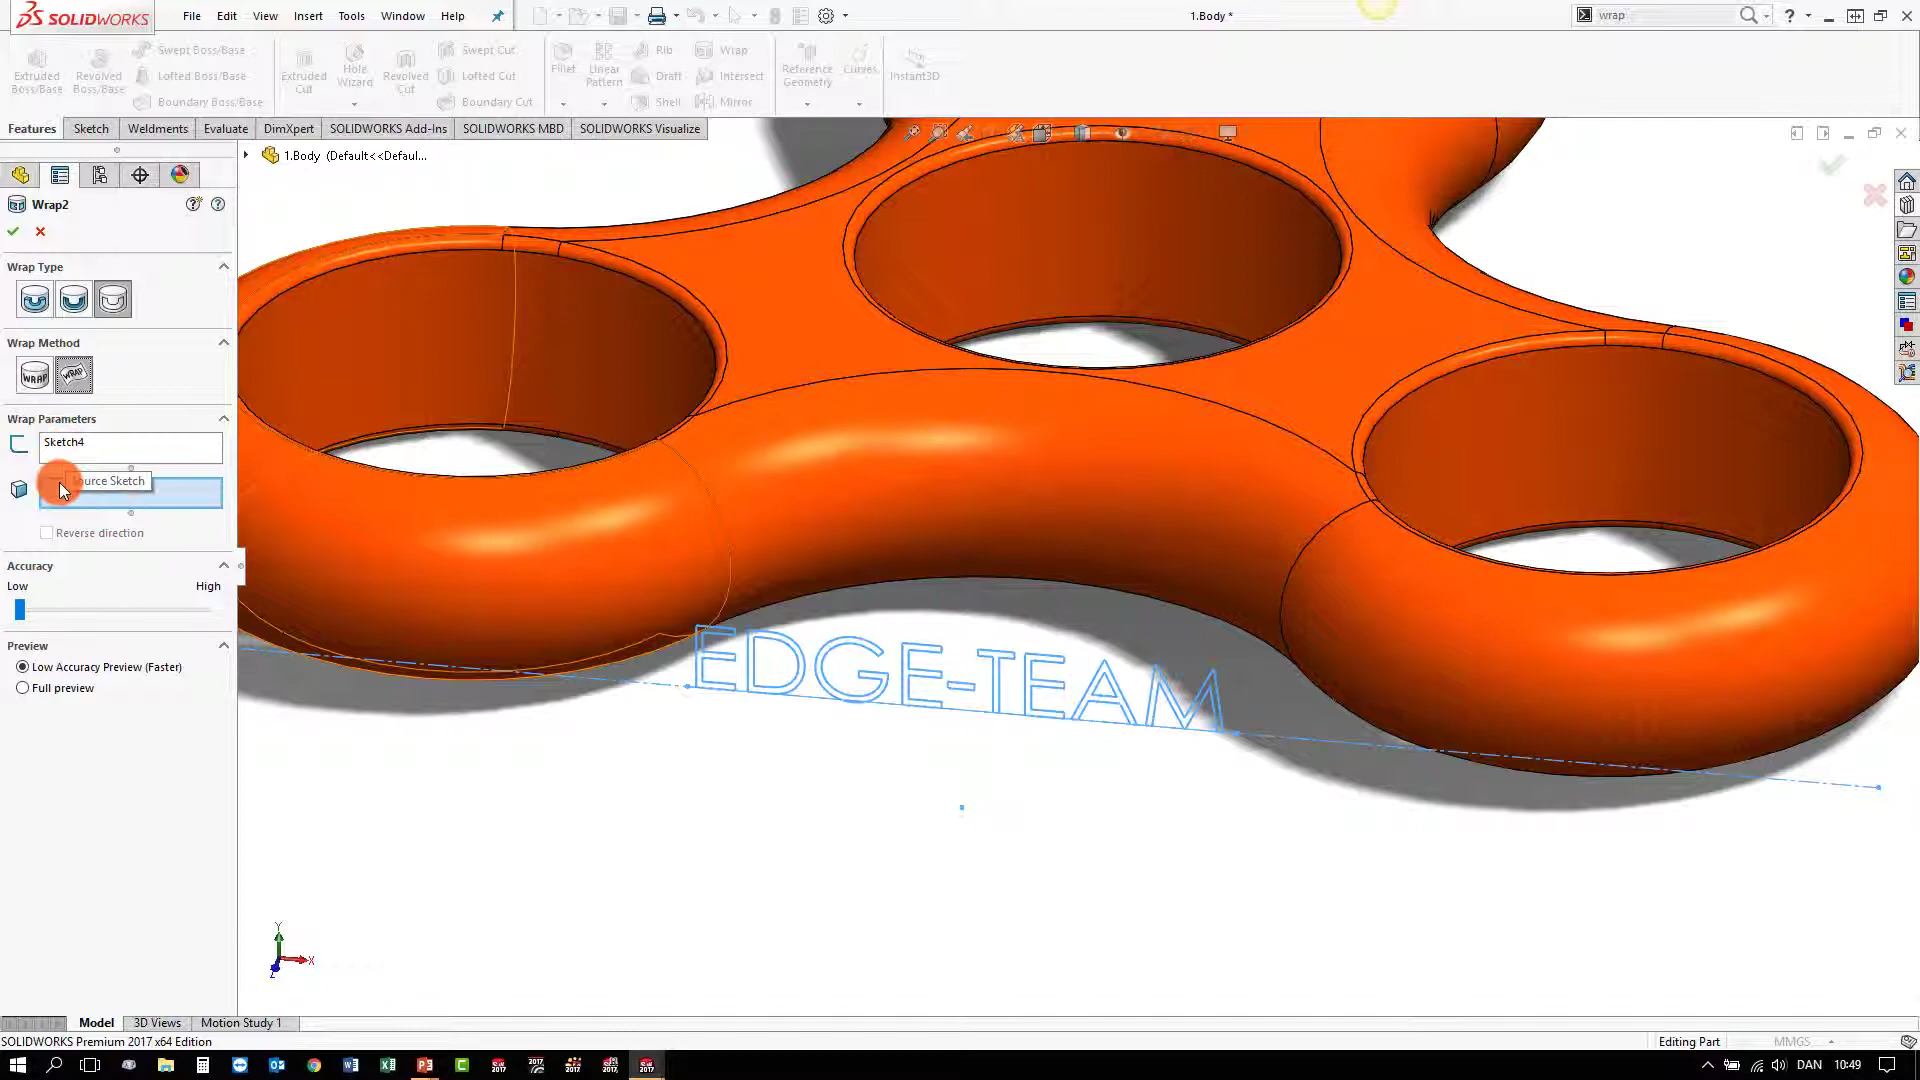 SOLIDWORKS File Edit View Insert Tools Window Help 1.Body * wrap
Extruded Boss/Base
Revolved Boss/Base
Swept Boss/Base
Lofted Boss/Base
Boundary Boss/Base
Extruded Cut
Hole Wizard
Revolved Cut
Swept Cut
Lofted Cut
Boundary Cut
Fillet
Linear Pattern
Rib
Draft
Shell
Wrap
Intersect
Mirror
Reference Geometry
Curves
Instant3D
Features Sketch Weldments Evaluate DimXpert SOLIDWORKS Add-Ins SOLIDWORKS MBD SOLIDWORKS Visualize
1.Body (Default<<Defaul...
Wrap2
Wrap Type
Wrap Method
WRAP WRAP
Wrap Parameters
Sketch4
ource Sketch
Reverse direction
Accuracy
Low High
Preview
Low Accuracy Preview (Faster)
Full preview
EDGE-TEAM
Y
X
Z
Model 3D Views Motion Study 1
SOLIDWORKS Premium 2017 x64 Edition Editing Part MMGS
DAN 10:49